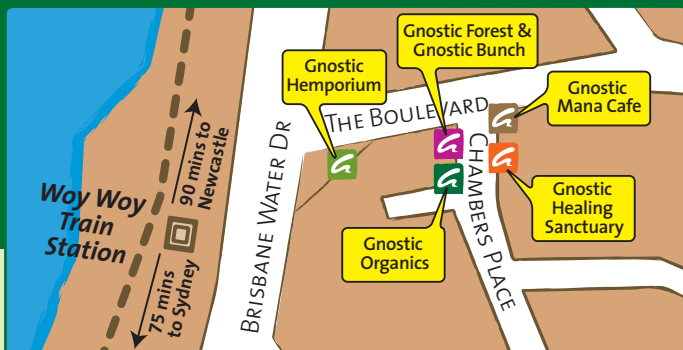 Gnostic Forest &
Gnostic Bunch
Gnostic
Hemporium
Gnostic
Mana Cafe
THE BOULEVARD
90 mins to
Newcastle
BRISBANE WATER DR
CHAMBERS PLACE
Woy Woy
Train
Station
Gnostic
Healing
Sanctuary
Gnostic
Organics
75 mins
to Sydney